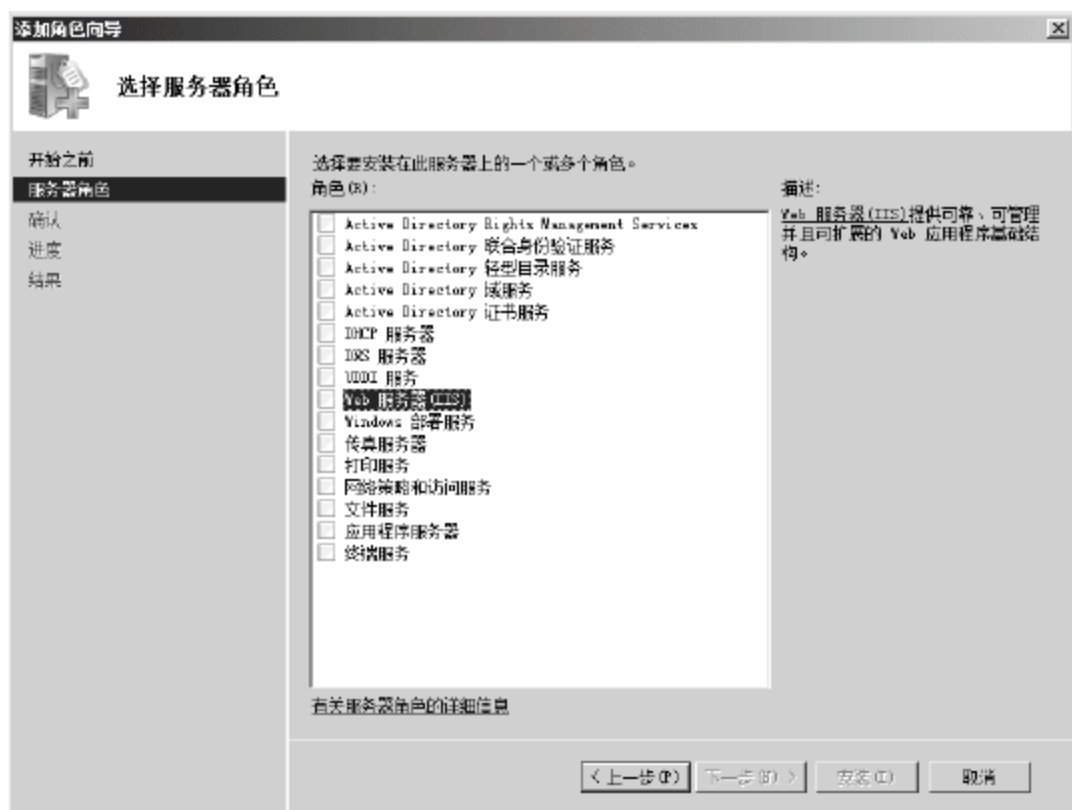 添加角色向导
选择服务器角色
开始之前
服务器角色
确认
进度
结果
选择要安装在此服务器上的一个或多个角色。
角色(R):
Active Directory Rights Management Services
Active Directory 联合身份验证服务
Active Directory 轻型目录服务
Active Directory 域服务
Active Directory 证书服务
DHCP 服务器
DNS 服务器
UDDI 服务
Web 服务器(IIS)
Windows 部署服务
传真服务器
打印服务
网络策略和访问服务
文件服务
应用程序服务器
终端服务
有关服务器角色的详细信息
描述:
Web 服务器(IIS)提供可靠、可管理
并且可扩展的 Web 应用程序基础结
构。
< 上一步(P)
下一步(N) >
安装(I)
取消